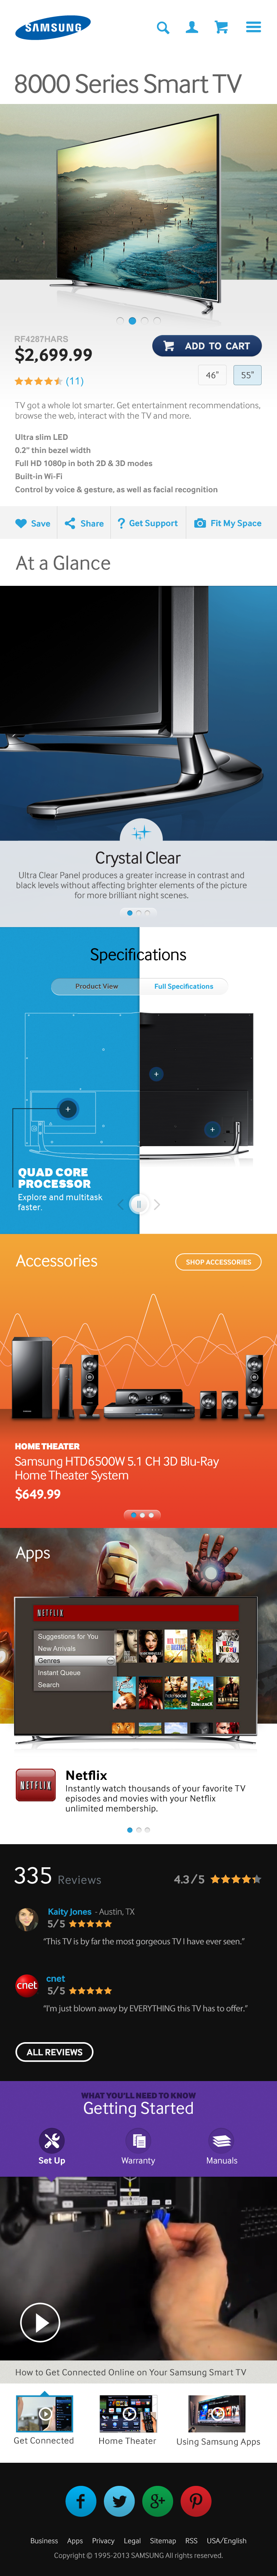 SAMSUNG
8000 Series Smart TV
RF4287HARS
$2,699.99
ADD TO CART
(11)
46"
55"
TV got a whole lot smarter. Get entertainment recommendations,
browse the web, interact with the TV and more.
Ultra slim LED
0.2" thin bezel width
Full HD 1080p in both 2D & 3D modes
Built-in Wi-Fi
Control by voice & gesture, as well as facial recognition
Save
Share
? Get Support
Fit My Space
At a Glance
Crystal Clear
Ultra Clear Panel produces a greater increase in contrast and
black levels without affecting brighter elements of the picture
for more brilliant night scenes.
Specifications
Product View
Full Specifications
QUAD CORE
PROCESSOR
Explore and multitask
faster.
Accessories
SHOP ACCESSORIES
HOME THEATER
Samsung HTD6500W 5.1 CH 3D Blu-Ray
Home Theater System
$649.99
Apps
NETFLIX
Suggestions for You
New Arrivals
Genres
Instant Queue
Search
NETFLIX
Netflix
Instantly watch thousands of your favorite TV
episodes and movies with your Netflix
unlimited membership.
335 Reviews
4.3/5
Kaity Jones - Austin, TX
5/5
"This TV is by far the most gorgeous TV I have ever seen."
cnet
cnet
5/5
"I'm just blown away by EVERYTHING this TV has to offer."
ALL REVIEWS
WHAT YOU'LL NEED TO KNOW
Getting Started
Set Up
Warranty
Manuals
How to Get Connected Online on Your Samsung Smart TV
Get Connected
Home Theater
Using Samsung Apps
Business Apps Privacy Legal Sitemap RSS USA/English
Copyright © 1995-2013 SAMSUNG All rights reserved.